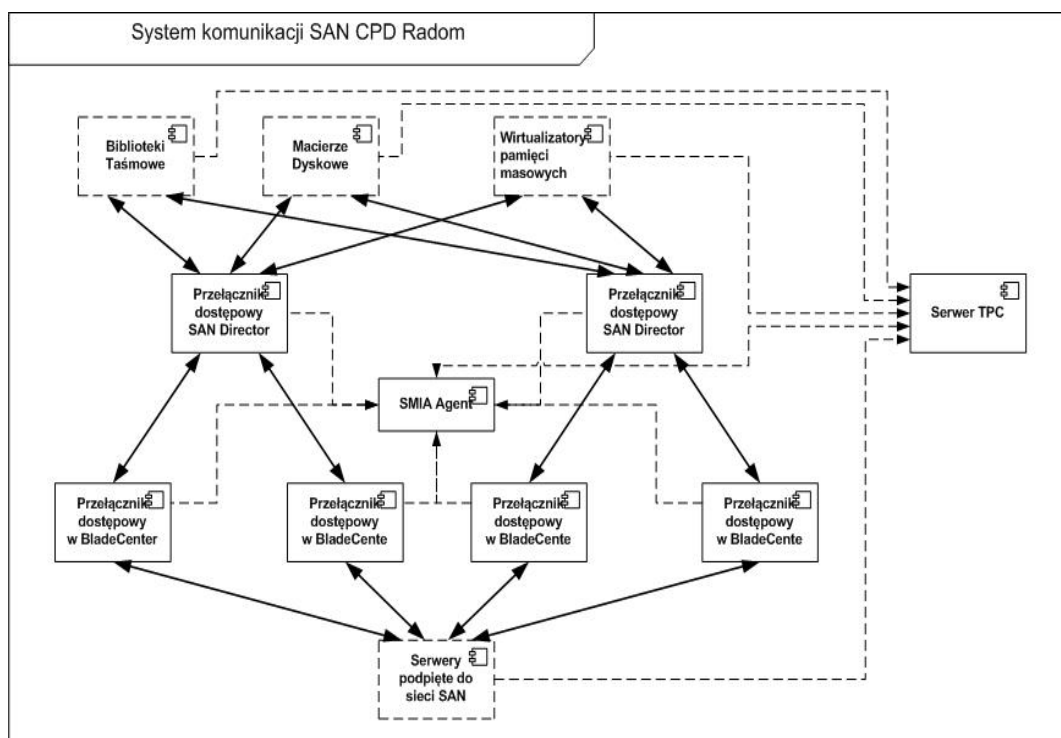 System komunikacji SAN CPD Radom
Biblioteki
Taśmowe
Macierze
Dyskowe
Wirtualizatory
pamięci
masowych
Przełącznik
dostępowy
SAN Director
Przełącznik
dostępowy
SAN Director
Serwer TPC
SMIA Agent
Przełącznik
dostępowy
w BladeCenter
Przełącznik
dostępowy
w BladeCente
Przełącznik
dostępowy
w BladeCente
Przełącznik
dostępowy
w BladeCente
Serwery
podpięte do
sieci SAN